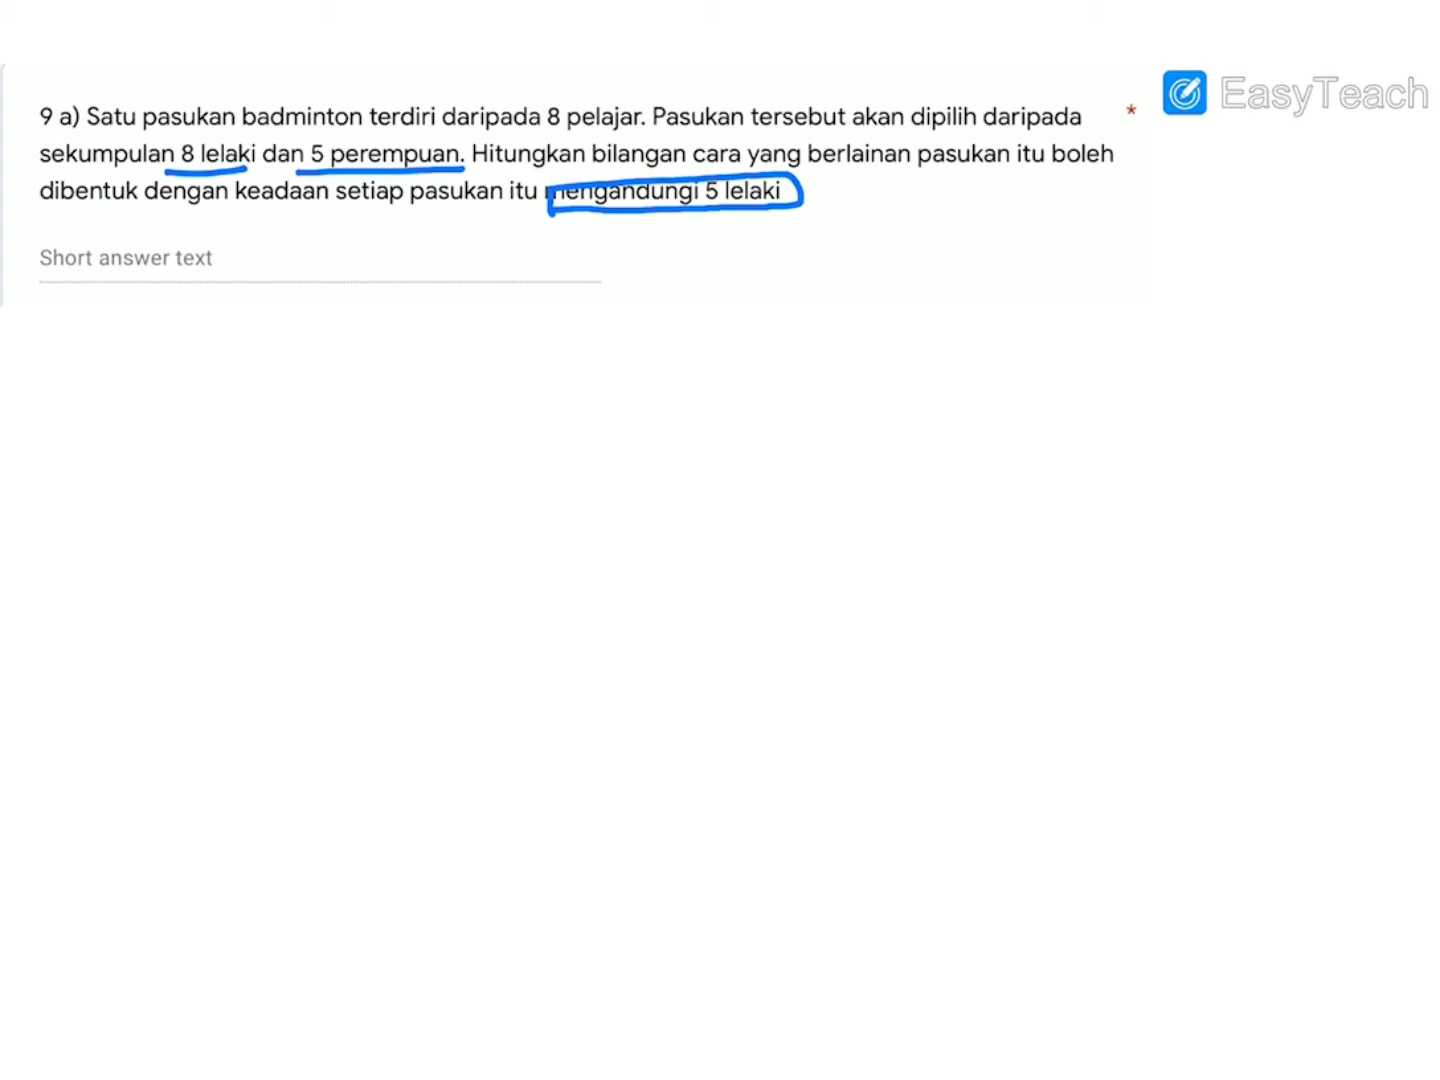 EasyTeach
9 a) Satu pasukan badminton terdiri daripada 8 pelajar. Pasukan tersebut akan dipilih daripada *
sekumpulan 8 lelaki dan 5 perempuan. Hitungkan bilangan cara yang berlainan pasukan itu boleh
dibentuk dengan keadaan setiap pasukan itu mengandungi 5 lelaki
Short answer text